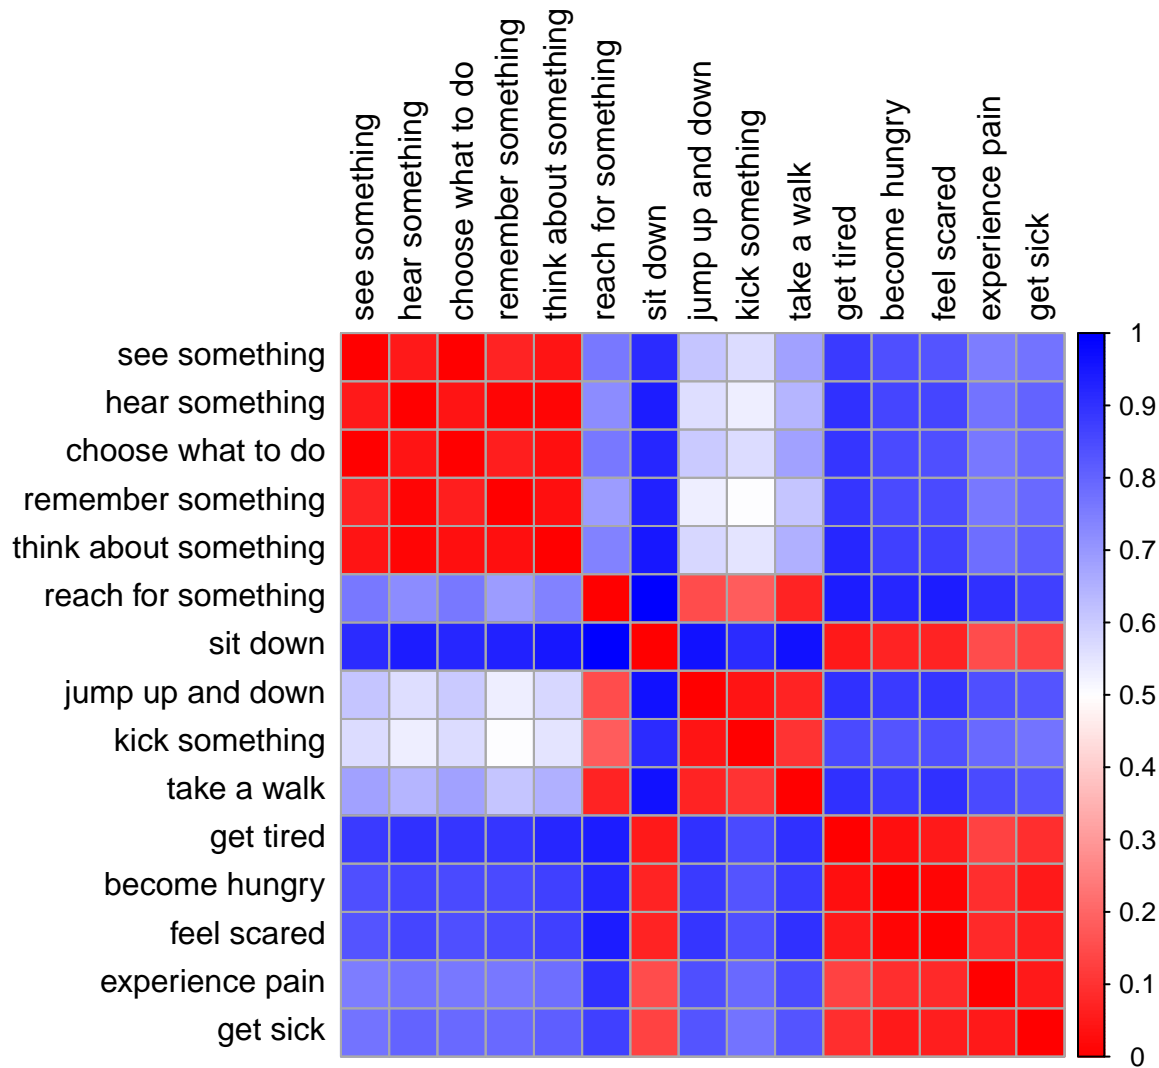 see something
hear something
choose what to do
remember something
think about something
reach for something
sit down
jump up and down
kick something
take a walk
get tired
become hungry
feel scared
experience pain
get sick
see something
hear something
choose what to do
remember something
think about something
reach for something
sit down
jump up and down
kick something
take a walk
get tired
become hungry
feel scared
experience pain
get sick
1
0.9
0.8
0.7
0.6
0.5
0.4
0.3
0.2
0.1
0